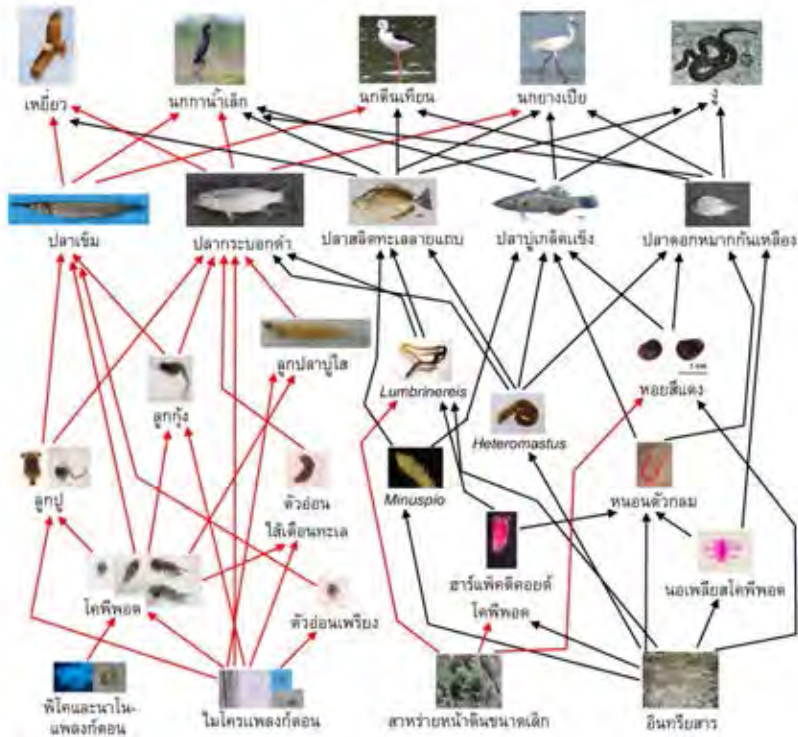 เหยี่ยว
นกกาน้ำเล็ก
นกตีนเทียน
นกยางเปีย
งู
ปลาเข็ม
ปลากระบอกดำ
ปลาสลิดทะเลลายแถบ
ปลาบู่เกล็ดแข็ง
ปลาดอกหมากกันเหลือง
ลูกกุ้ง
ลูกปลาบู่ใส
Lumbrinereis
Heteromastus
หอยสีแดง
ลูกปู
ตัวอ่อน
ไส้เดือนทะเล
Minuspio
หนอนตัวกลม
โคพีพอด
ตัวอ่อนเพรียง
ฮาร์แพคติคอยด์
โคพีพอด
นอเพลียสโคพีพอด
พิโคและนาโน-
แพลงก์ตอน
ไมโครแพลงก์ตอน
สาหร่ายหน้าดินขนาดเล็ก
อินทรียสาร